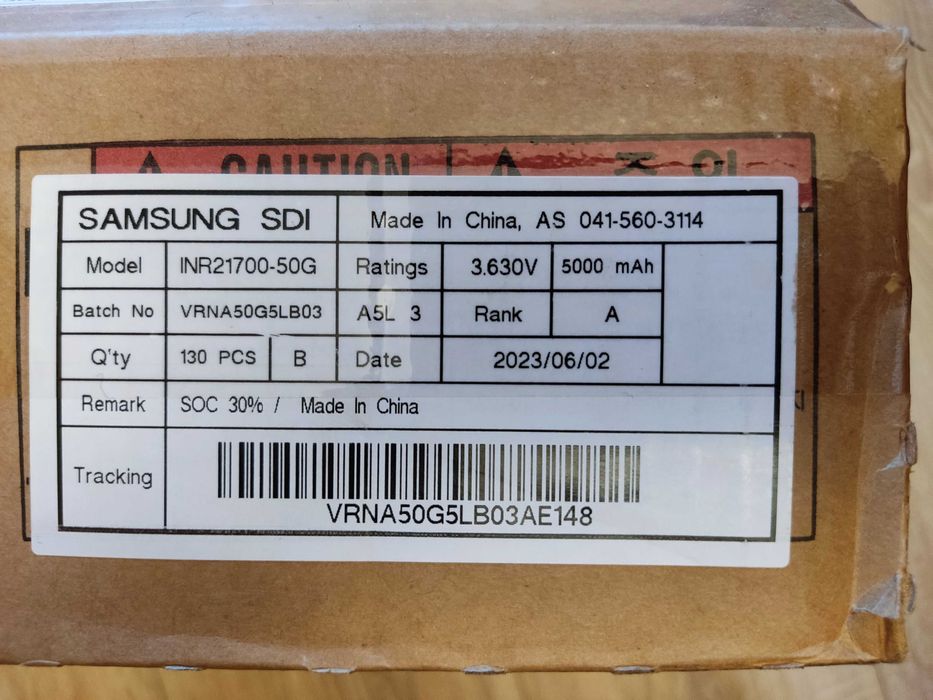 CAUTION 주의
SAMSUNG SDI Made In China, AS 041-560-3114
Model INR21700-50G Ratings 3.630V 5000 mAh
Batch No VRNA50G5LB03 A5L 3 Rank A
Q'ty 130 PCS B Date 2023/06/02
Remark SOC 30% / Made In China
Tracking
VRNA50G5LB03AE148